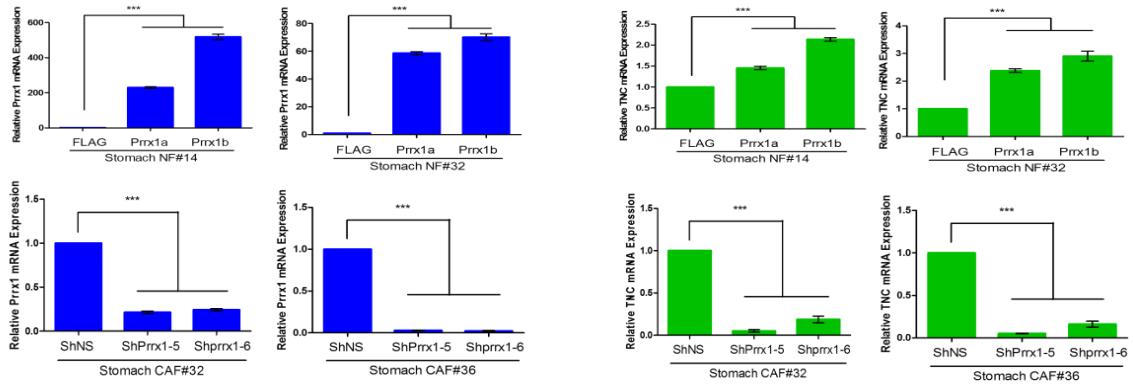 Relative Prrx1 mRNA Expression
600
400
200
0
***
FLAG Prrx1a Prrx1b
Stomach NF#14
Relative Prrx1 mRNA Expression
80
60
40
20
0
***
FLAG Prrx1a Prrx1b
Stomach NF#32
Relative TNC mRNA Expression
2.5
2.0
1.5
1.0
0.5
0.0
***
FLAG Prrx1a Prrx1b
Stomach NF#14
Relative TNC mRNA Expression
4
3
2
1
0
***
FLAG Prrx1a Prrx1b
Stomach NF#32
Relative Prrx1 mRNA Expression
1.5
1.0
0.5
0.0
***
ShNS ShPrrx1-5 Shprrx1-6
Stomach CAF#32
Relative Prrx1 mRNA Expression
1.5
1.0
0.5
0.0
***
ShNS ShPrrx1-5 Shprrx1-6
Stomach CAF#36
Relative TNC mRNA Expression
1.5
1.0
0.5
0.0
***
ShNS ShPrrx1-5 Shprrx1-6
Stomach CAF#32
Relative TNC mRNA Expression
1.5
1.0
0.5
0.0
***
ShNS ShPrrx1-5 Shprrx1-6
Stomach CAF#36